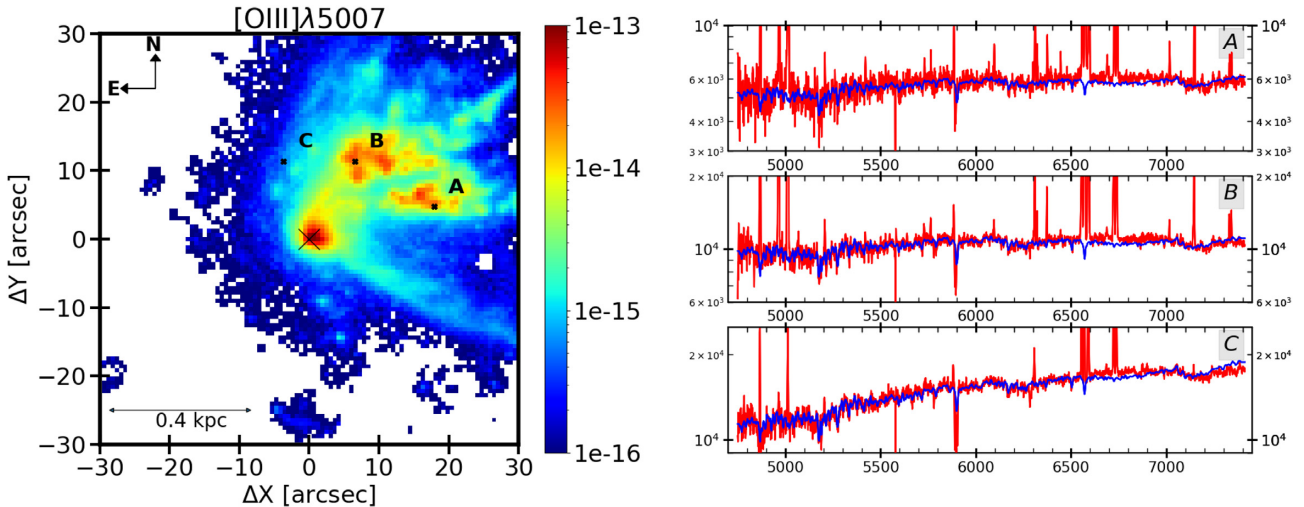 [OIII]λ5007
30
20
10
0
−10
−20
−30
ΔY [arcsec]
N
E
C
B
A
0.4 kpc
−30 −20 −10 0 10 20 30
ΔX [arcsec]
1e-13
1e-14
1e-15
1e-16
10⁴ 10⁴
A
6 × 10³ 6 × 10³
4 × 10³ 4 × 10³
3 × 10³ 3 × 10³
5000 5500 6000 6500 7000
2 × 10⁴ 2 × 10⁴
B
10⁴ 10⁴
6 × 10³ 6 × 10³
5000 5500 6000 6500 7000
C
2 × 10⁴ 2 × 10⁴
10⁴ 10⁴
5000 5500 6000 6500 7000